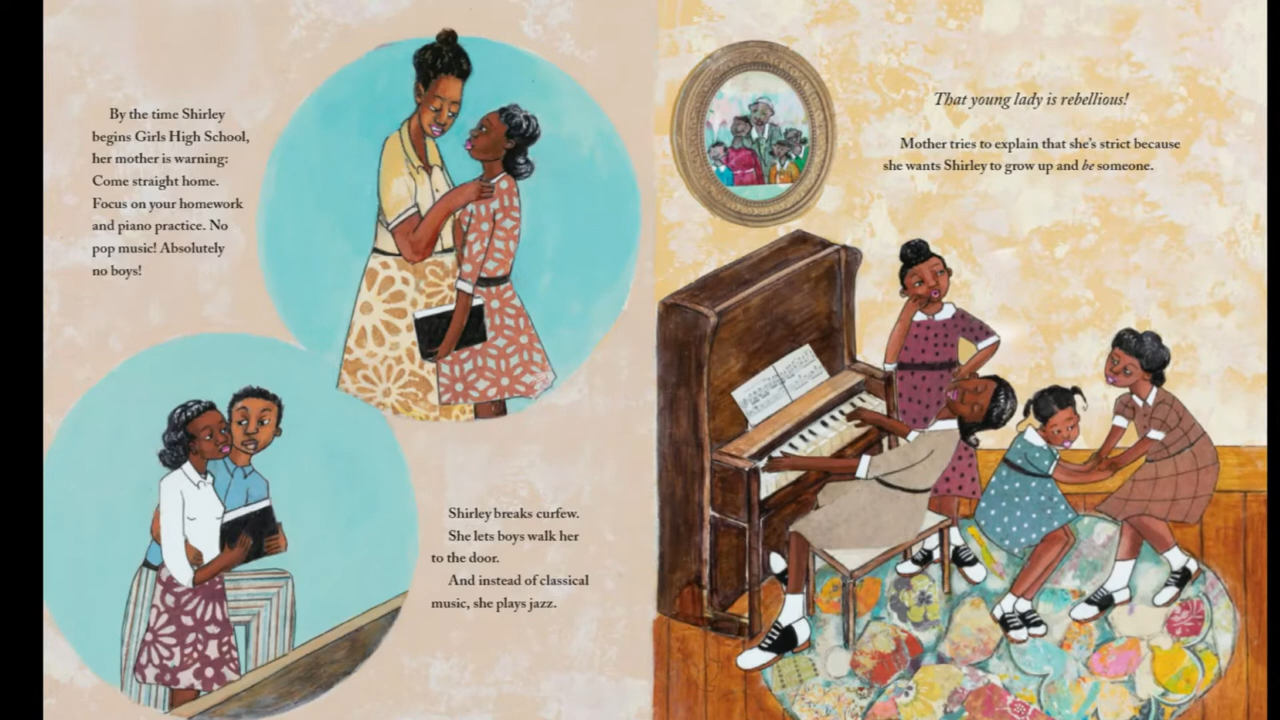 By the time Shirley
begins Girls High School,
her mother is warning:
Come straight home.
Focus on your homework
and piano practice. No
pop music! Absolutely
no boys!
Shirley breaks curfew.
She lets boys walk her
to the door.
And instead of classical
music, she plays jazz.
That young lady is rebellious!
Mother tries to explain that she's strict because
she wants Shirley to grow up and be someone.